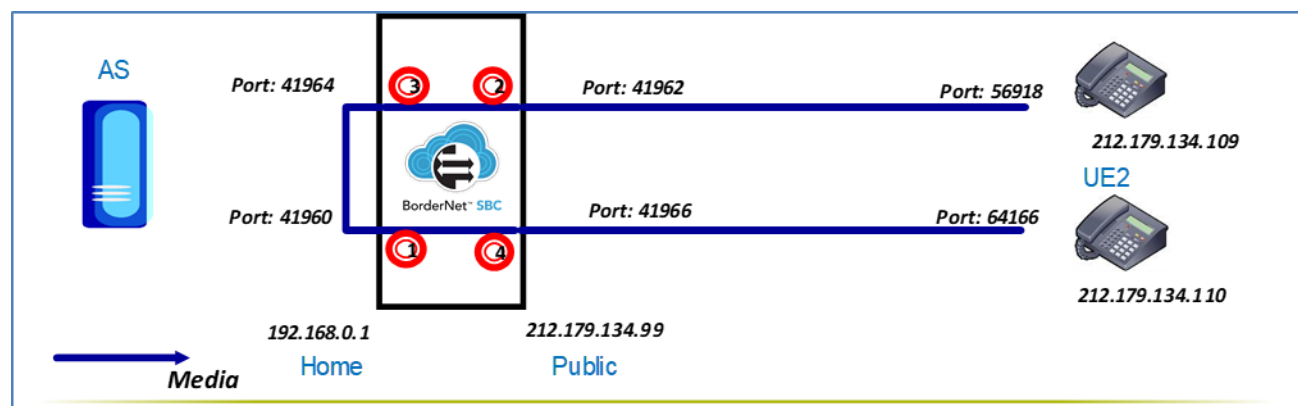 AS
Port: 41964
3
2
Port: 41962
Port: 56918
212.179.134.109
BorderNet™ SBC
UE2
Port: 41960
1
4
Port: 41966
Port: 64166
212.179.134.110
192.168.0.1
212.179.134.99
Home
Public
Media